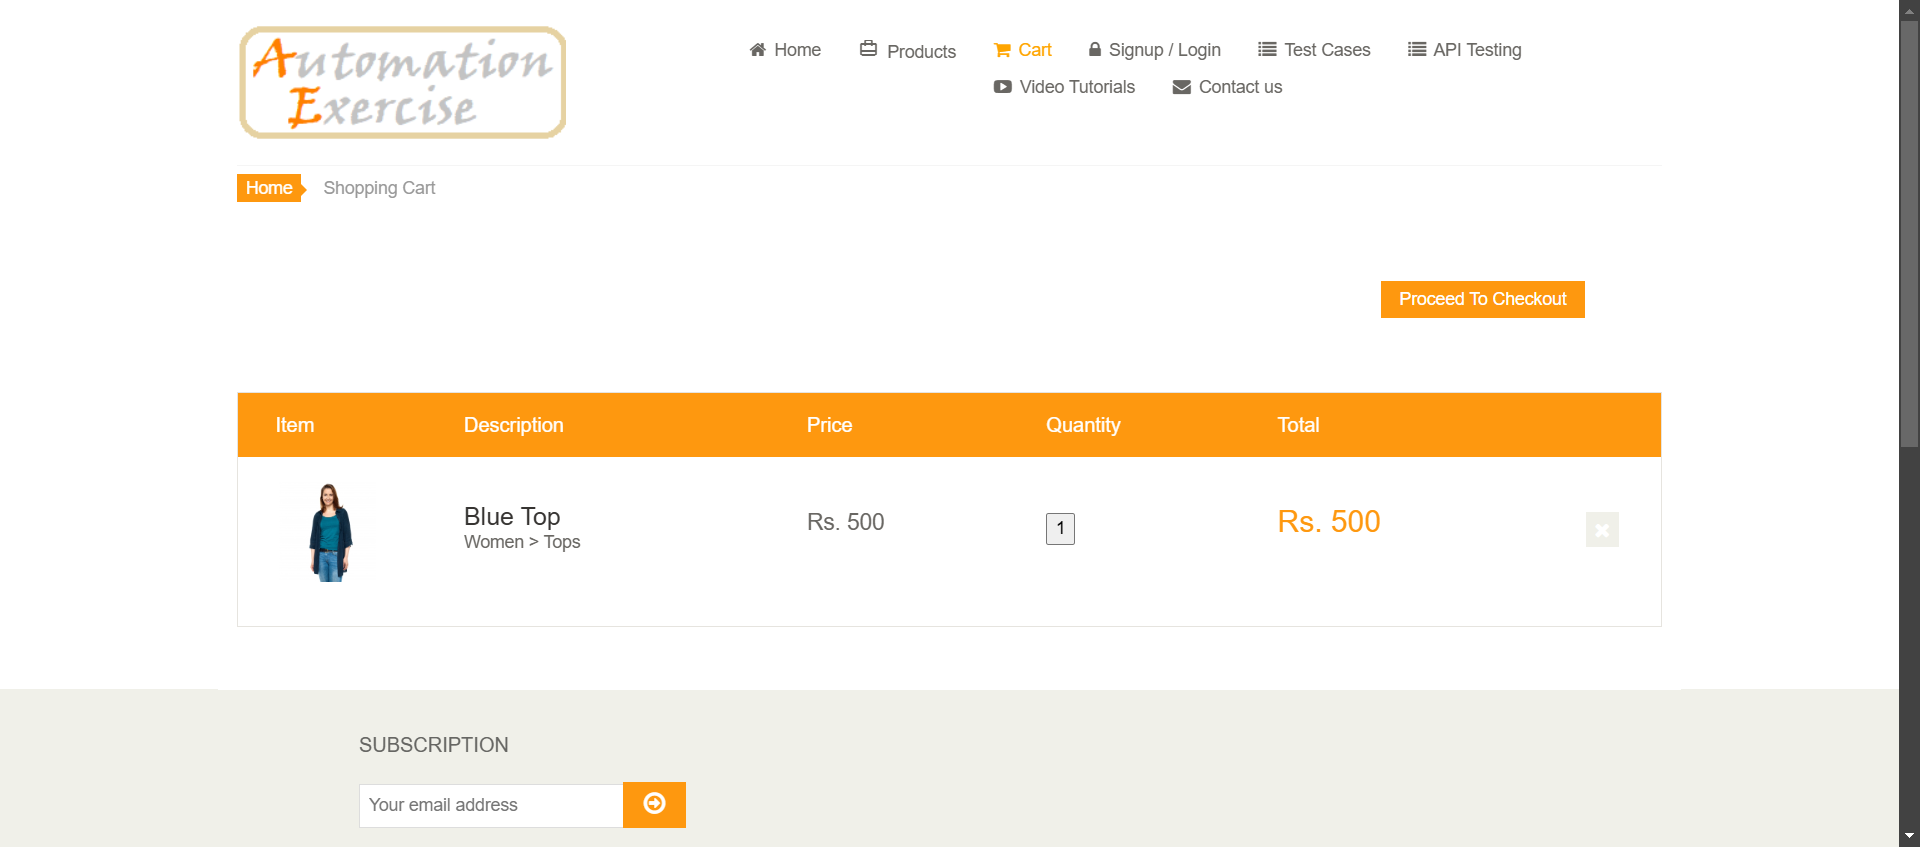 Automation
Exercise
Home
Products
Cart
Signup / Login
Test Cases
API Testing
Video Tutorials
Contact us
Home
Shopping Cart
Proceed To Checkout
Item Description Price Quantity Total
Blue Top
Women > Tops
Rs. 500
1
Rs. 500
SUBSCRIPTION
Your email address